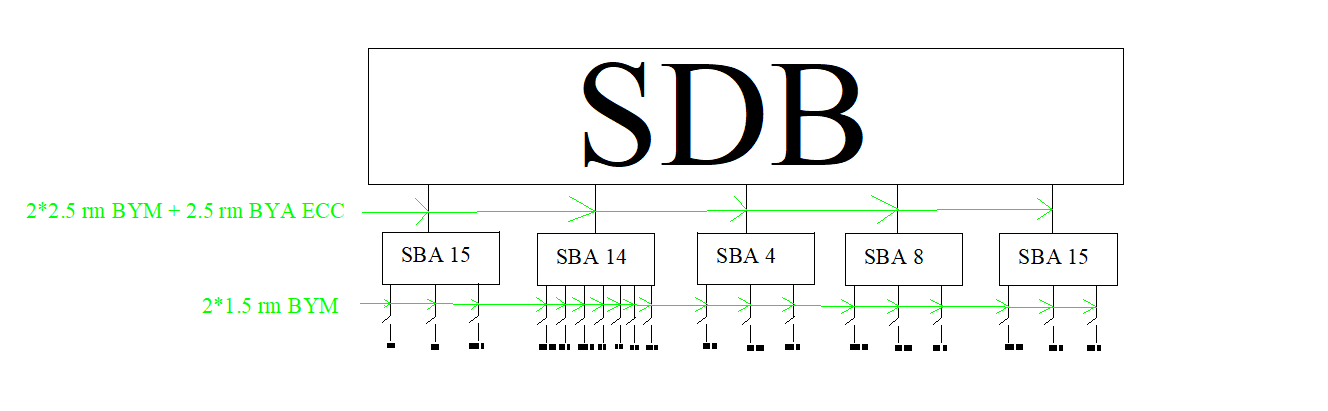 SDB
2*2.5 rm BYM + 2.5 rm BYA ECC
SBA 15
SBA 14
SBA 4
SBA 8
SBA 15
2*1.5 rm BYM